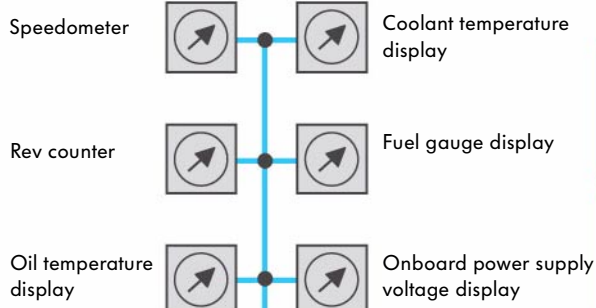 Speedometer
Coolant temperature
display
Rev counter
Fuel gauge display
Oil temperature
display
Onboard power supply
voltage display